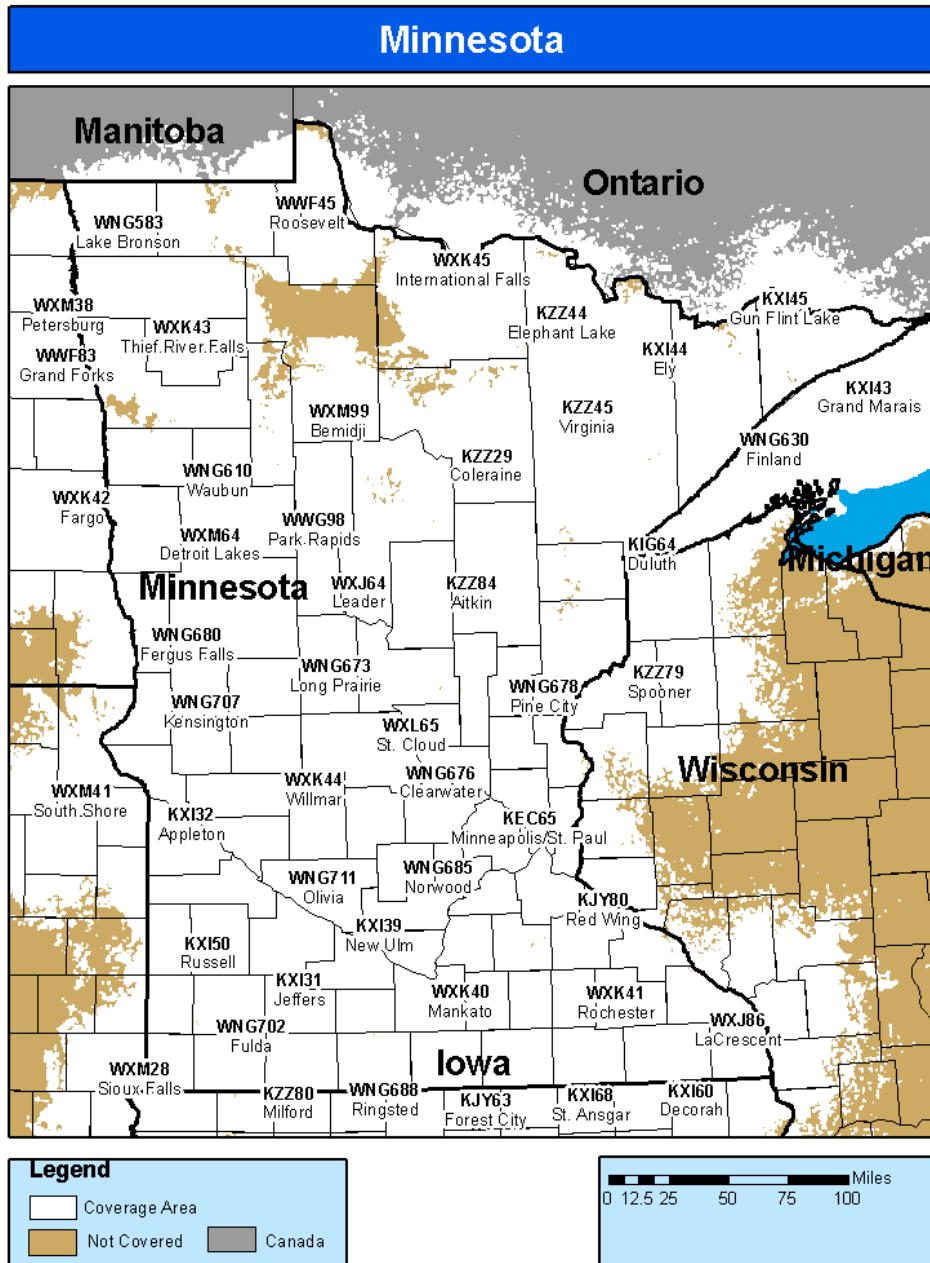 Minnesota
Manitoba
Ontario
WNG583
Lake Bronson
WWF45
Roosevelt
WXK45
International Falls
WXM38
Petersburg
WXK43
Thief River Falls
WWF83
Grand Forks
KZZ44
Elephant Lake
KXI45
Gun Flint Lake
KXI44
Ely
KXI43
Grand Marais
WXM99
Bemidji
KZZ45
Virginia
WNG630
Finland
KZZ29
Coleraine
WNG610
Waubun
WXK42
Fargo
WXM64
Detroit Lakes
WWG98
Park Rapids
KIG64
Duluth
Michigan
Minnesota
WXJ64
Leader
KZZ84
Aitkin
WNG680
Fergus Falls
WNG673
Long Prairie
WNG678
Pine City
KZZ79
Spooner
WNG707
Kensington
WXL65
St. Cloud
Wisconsin
WXM41
South Shore
WXK44
Willmar
WNG676
Clearwater
KXI32
Appleton
KEC65
Minneapolis/St. Paul
WNG711
Olivia
WNG685
Norwood
KJY80
Red Wing
KXI39
New Ulm
KXI50
Russell
KXI31
Jeffers
WXK40
Mankato
WXK41
Rochester
WNG702
Fulda
WXJ86
LaCrescent
Iowa
WXM28
Sioux Falls
KZZ80
Milford
WNG688
Ringsted
KJY63
Forest City
KXI68
St. Ansgar
KXI60
Decorah
Legend
Coverage Area
Not Covered
Canada
Miles
0 12.5 25 50 75 100